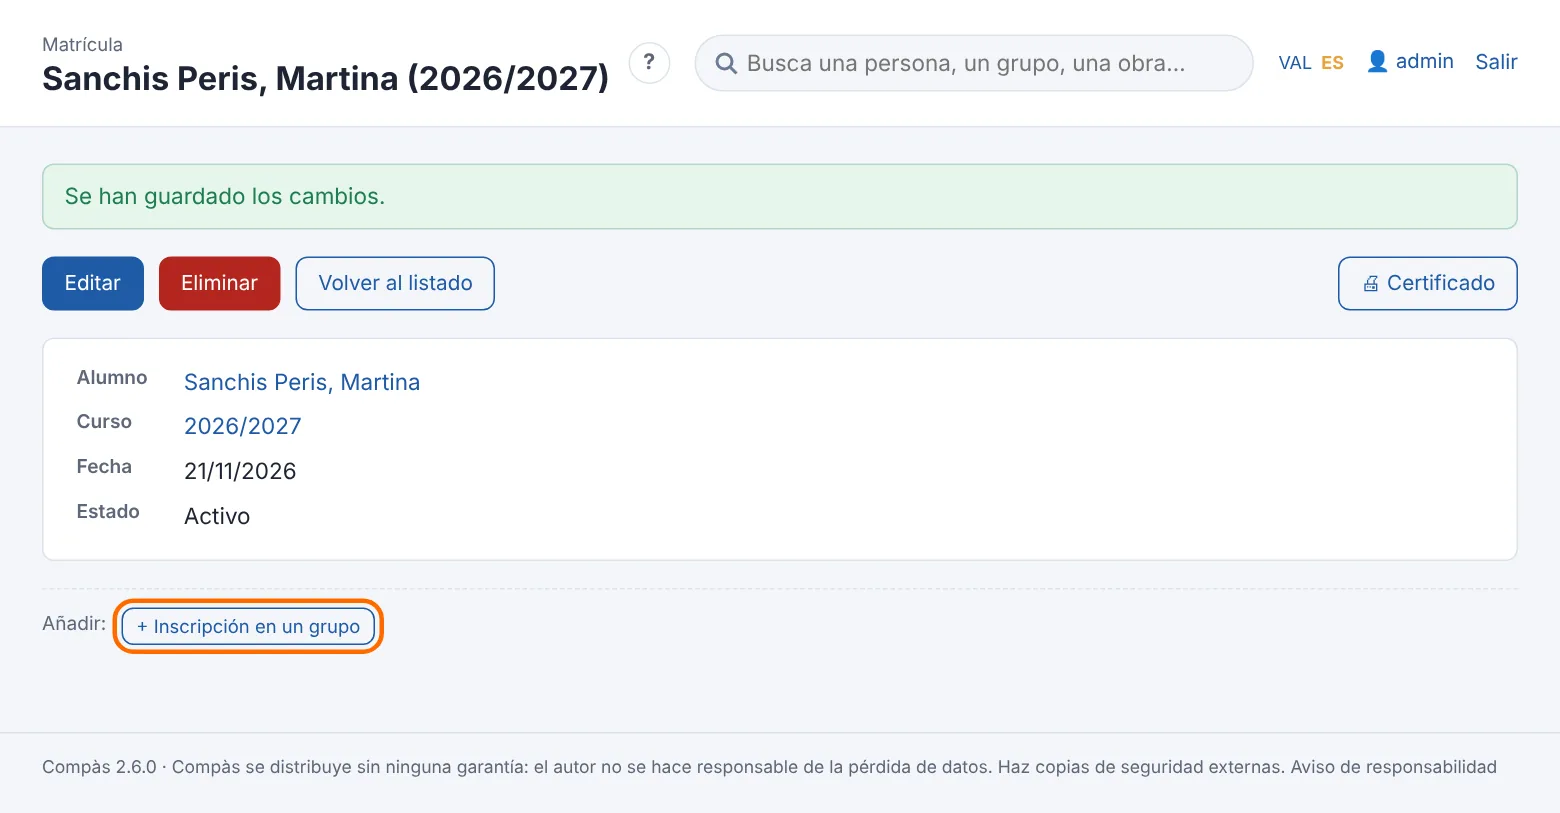 Matrícula
Sanchis Peris, Martina (2026/2027)
?
Busca una persona, un grupo, una obra...
VAL ES
admin
Salir
Se han guardado los cambios.
Editar
Eliminar
Volver al listado
Certificado
Alumno Sanchis Peris, Martina
Curso 2026/2027
Fecha 21/11/2026
Estado Activo
Añadir: + Inscripción en un grupo
Compàs 2.6.0 · Compàs se distribuye sin ninguna garantía: el autor no se hace responsable de la pérdida de datos. Haz copias de seguridad externas. Aviso de responsabilidad